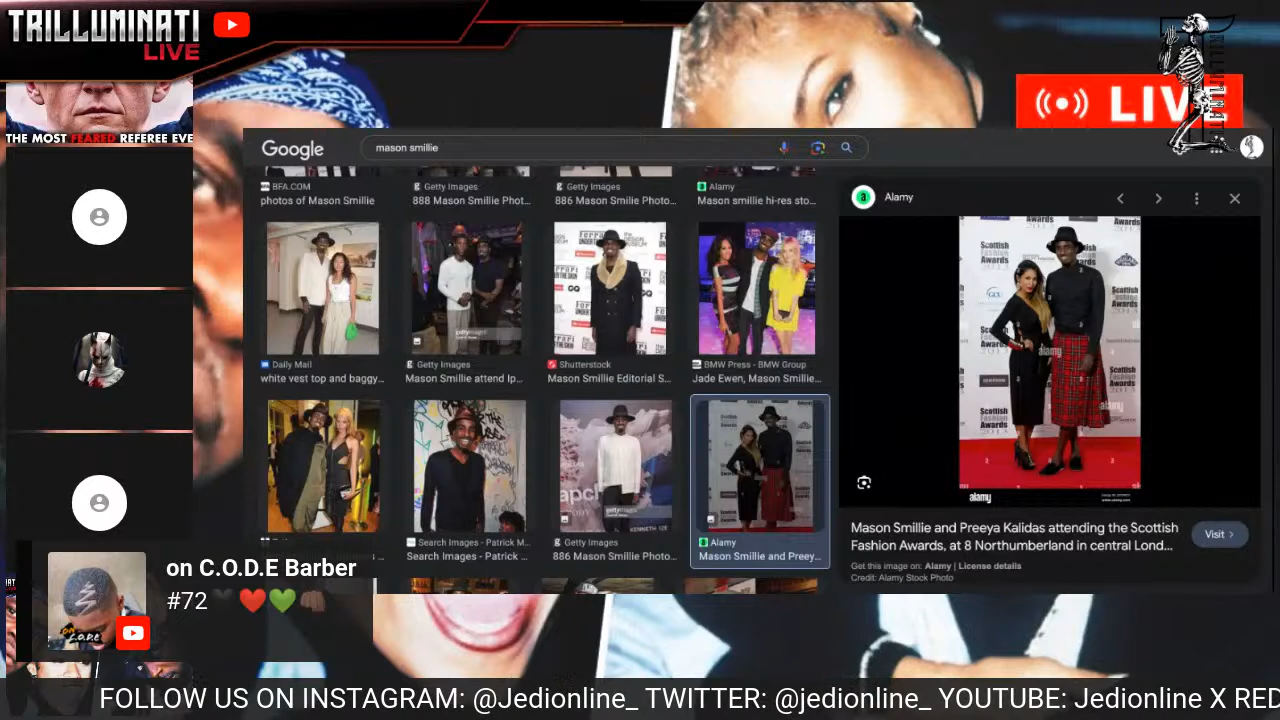 TRILLUMINATI
LIVE
LIV
TRILLUMINATI
THE MOST FEARED REFEREE EVE
Google
mason smillie
BFA.COM
photos of Mason Smillie
Getty Images
888 Mason Smillie Phot...
Getty Images
886 Mason Smilie Photo...
Alamy
Mason smillie hi-res sto...
Daily Mail
white vest top and baggy...
Getty Images
Mason Smillie attend Ip...
Shutterstock
Mason Smillie Editorial S...
BMW Press - BMW Group
Jade Ewen, Mason Smillie...
Search Images - Patrick M...
Search Images - Patrick ...
Getty Images
886 Mason Smillie Photo...
Alamy
Mason Smillie and Preey...
a Alamy
Scottish
Fashion
Awards
alamy
Mason Smillie and Preeya Kalidas attending the Scottish
Fashion Awards, at 8 Northumberland in central Lond...
Visit
Get this image on: Alamy | License details
Credit: Alamy Stock Photo
on C.O.D.E Barber
#72 🖤❤️💚✊🏿
FOLLOW US ON INSTAGRAM: @Jedionline_ TWITTER: @jedionline_ YOUTUBE: Jedionline X RED